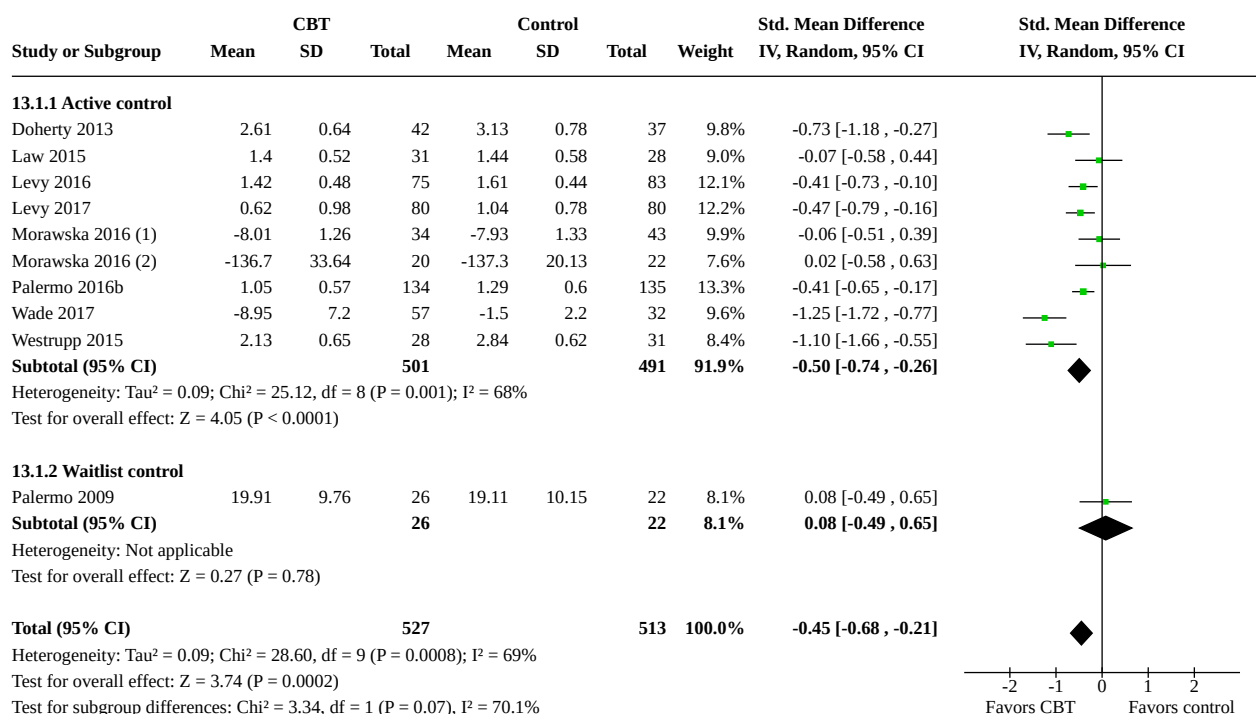 CBT Control Std. Mean Difference Std. Mean Difference
Study or Subgroup Mean SD Total Mean SD Total Weight IV, Random, 95% CI IV, Random, 95% CI
13.1.1 Active control
Doherty 2013 2.61 0.64 42 3.13 0.78 37 9.8% -0.73 [-1.18 , -0.27]
Law 2015 1.4 0.52 31 1.44 0.58 28 9.0% -0.07 [-0.58 , 0.44]
Levy 2016 1.42 0.48 75 1.61 0.44 83 12.1% -0.41 [-0.73 , -0.10]
Levy 2017 0.62 0.98 80 1.04 0.78 80 12.2% -0.47 [-0.79 , -0.16]
Morawska 2016 (1) -8.01 1.26 34 -7.93 1.33 43 9.9% -0.06 [-0.51 , 0.39]
Morawska 2016 (2) -136.7 33.64 20 -137.3 20.13 22 7.6% 0.02 [-0.58 , 0.63]
Palermo 2016b 1.05 0.57 134 1.29 0.6 135 13.3% -0.41 [-0.65 , -0.17]
Wade 2017 -8.95 7.2 57 -1.5 2.2 32 9.6% -1.25 [-1.72 , -0.77]
Westrupp 2015 2.13 0.65 28 2.84 0.62 31 8.4% -1.10 [-1.66 , -0.55]
Subtotal (95% CI) 501 491 91.9% -0.50 [-0.74 , -0.26]
Heterogeneity: Tau² = 0.09; Chi² = 25.12, df = 8 (P = 0.001); I² = 68%
Test for overall effect: Z = 4.05 (P < 0.0001)
13.1.2 Waitlist control
Palermo 2009 19.91 9.76 26 19.11 10.15 22 8.1% 0.08 [-0.49 , 0.65]
Subtotal (95% CI) 26 22 8.1% 0.08 [-0.49 , 0.65]
Heterogeneity: Not applicable
Test for overall effect: Z = 0.27 (P = 0.78)
Total (95% CI) 527 513 100.0% -0.45 [-0.68 , -0.21]
Heterogeneity: Tau² = 0.09; Chi² = 28.60, df = 9 (P = 0.0008); I² = 69%
Test for overall effect: Z = 3.74 (P = 0.0002)
-2 -1 0 1 2
Test for subgroup differences: Chi² = 3.34, df = 1 (P = 0.07), I² = 70.1% Favors CBT Favors control